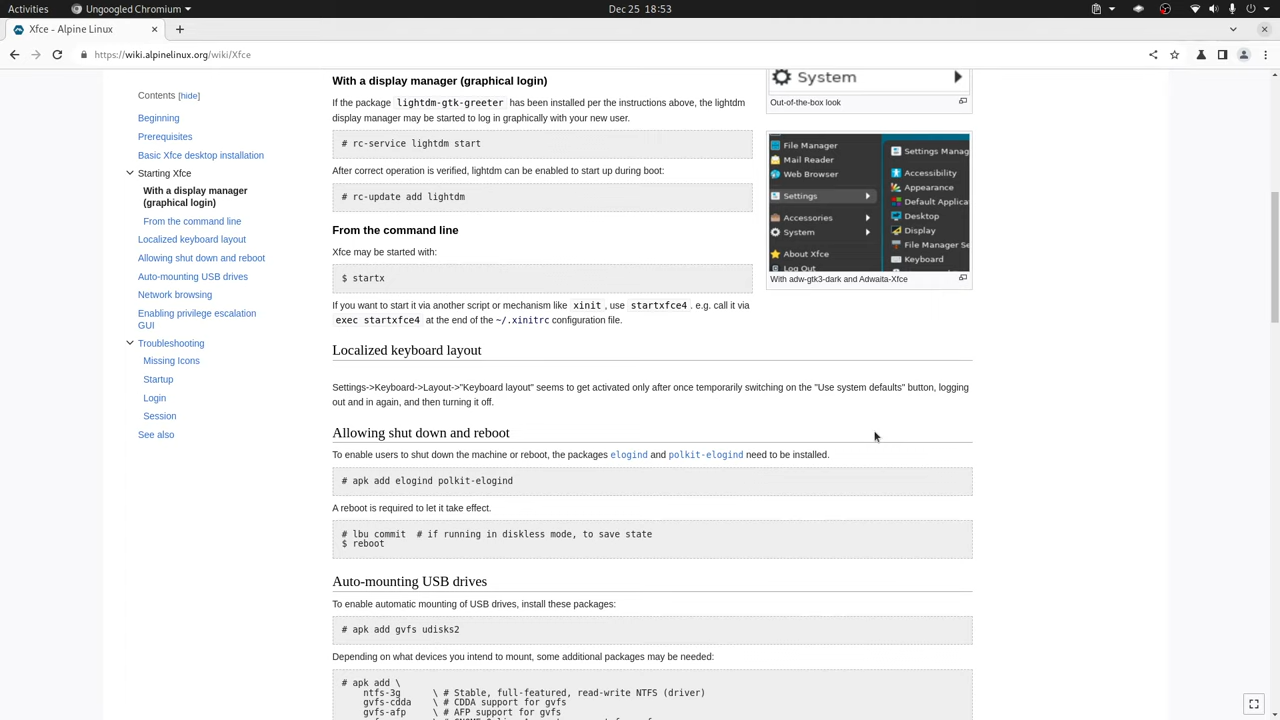 Activities
Ungoogled Chromium
Dec 25  18:53
Xfce - Alpine Linux
https://wiki.alpinelinux.org/wiki/Xfce
Contents [hide]
Beginning
Prerequisites
Basic Xfce desktop installation
Starting Xfce
With a display manager
(graphical login)
From the command line
Localized keyboard layout
Allowing shut down and reboot
Auto-mounting USB drives
Network browsing
Enabling privilege escalation
GUI
Troubleshooting
Missing Icons
Startup
Login
Session
See also
With a display manager (graphical login)
If the package lightdm-gtk-greeter has been installed per the instructions above, the lightdm
display manager may be started to log in graphically with your new user.
# rc-service lightdm start
After correct operation is verified, lightdm can be enabled to start up during boot:
# rc-update add lightdm
From the command line
Xfce may be started with:
$ startx
If you want to start it via another script or mechanism like xinit , use startxfce4 . e.g. call it via
exec startxfce4 at the end of the ~/.xinitrc configuration file.
System
Out-of-the-box look
File Manager
Mail Reader
Web Browser
Settings
Accessories
System
About Xfce
Log Out
Settings Manag
Accessibility
Appearance
Default Applica
Desktop
Display
File Manager Se
Keyboard
With adw-gtk3-dark and Adwaita-Xfce
Localized keyboard layout
Settings->Keyboard->Layout->"Keyboard layout" seems to get activated only after once temporarily switching on the "Use system defaults" button, logging
out and in again, and then turning it off.
Allowing shut down and reboot
To enable users to shut down the machine or reboot, the packages elogind and polkit-elogind need to be installed.
# apk add elogind polkit-elogind
A reboot is required to let it take effect.
# lbu commit  # if running in diskless mode, to save state
$ reboot
Auto-mounting USB drives
To enable automatic mounting of USB drives, install these packages:
# apk add gvfs udisks2
Depending on what devices you intend to mount, some additional packages may be needed:
# apk add \
ntfs-3g      \ # Stable, full-featured, read-write NTFS (driver)
gvfs-cdda    \ # CDDA support for gvfs
gvfs-afp     \ # AFP support for gvfs